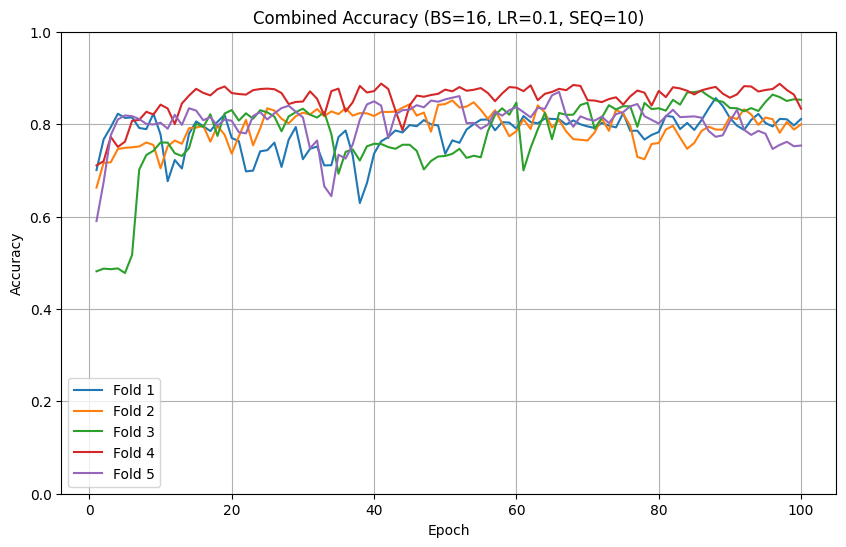 Combined Accuracy (BS=16, LR=0.1, SEQ=10)
1.0
0.8
0.6
0.4
0.2
0.0
Accuracy
Fold 1
Fold 2
Fold 3
Fold 4
Fold 5
0 20 40 60 80 100
Epoch